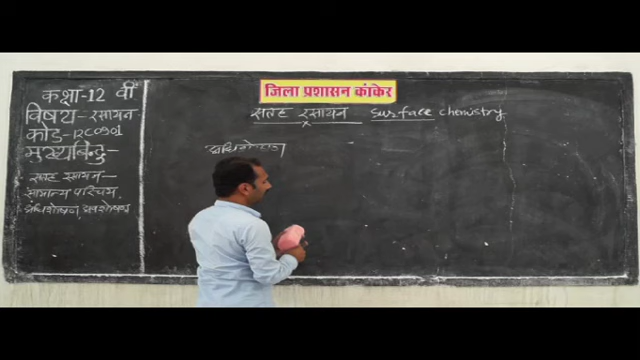 जिला प्रशासन कांकेर
कक्षा-12 वीं
विषय-रसायन
कोड-12C0501
मुख्यबिन्दु-
सतह रसायन-
सामान्य परिचय,
अधिशोषण, अवशोषण
सतह रसायन Surface chemistry
अधिशोषण